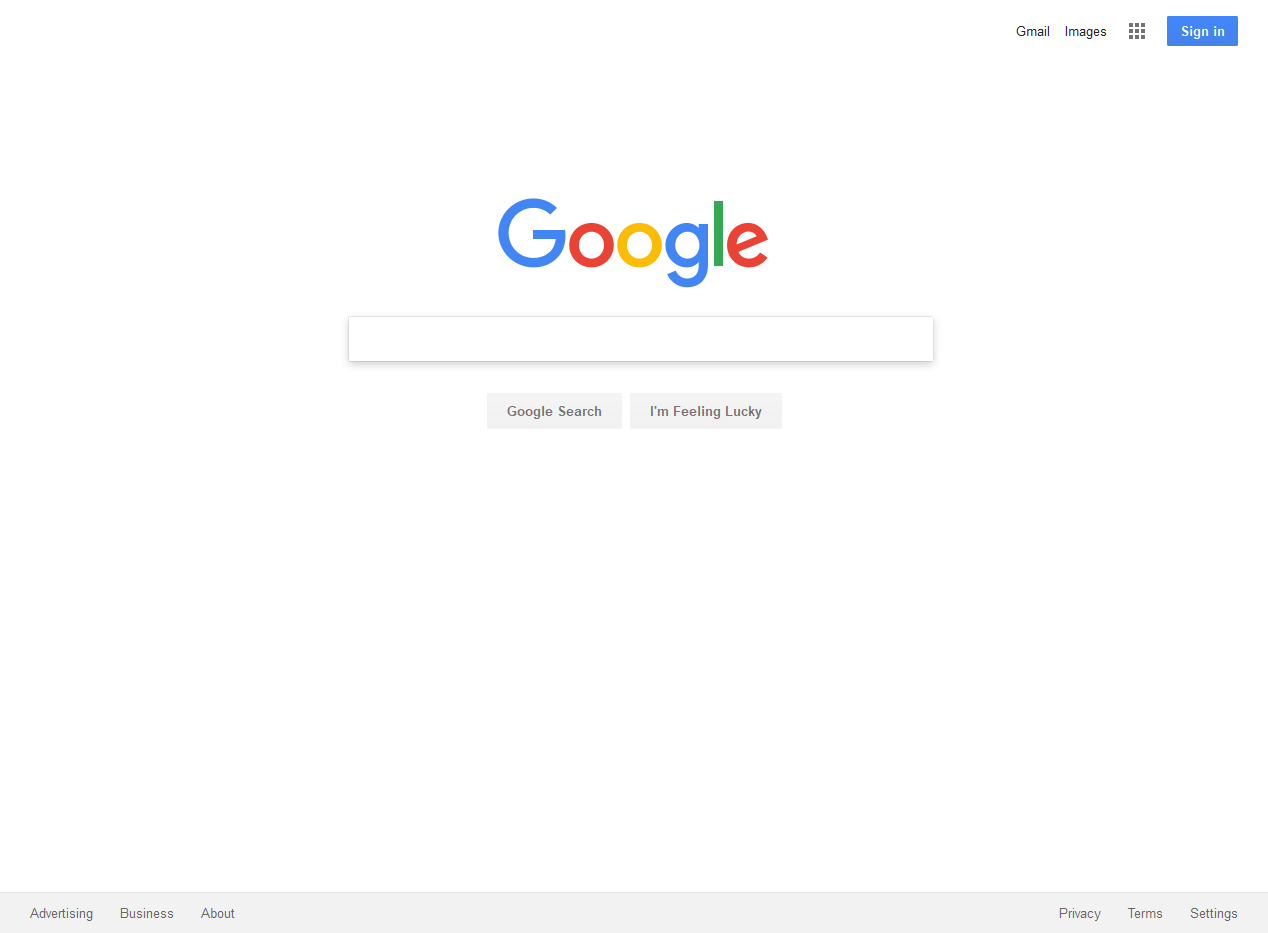 Gmail Images Sign in
Google
Google Search I'm Feeling Lucky
Advertising Business About Privacy Terms Settings